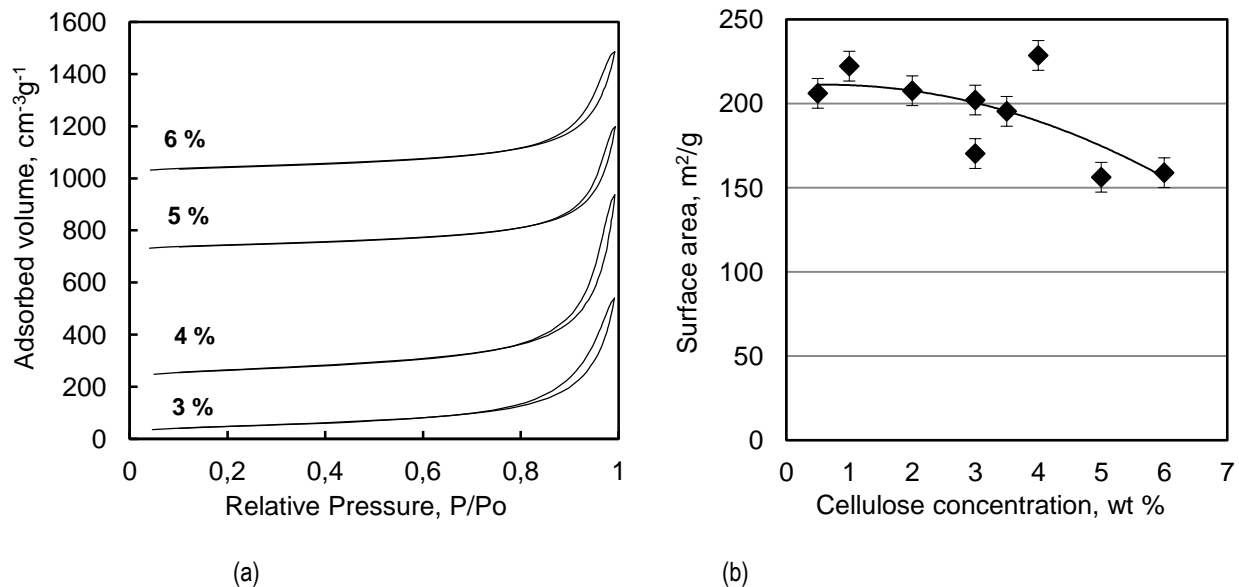 1600
1400
1200
1000
800
600
400
200
0
Adsorbed volume, cm-3g-1
6 %
5 %
4 %
3 %
0 0,2 0,4 0,6 0,8 1
Relative Pressure, P/Po
(a)
250
200
150
100
50
0
Surface area, m2/g
0 1 2 3 4 5 6 7
Cellulose concentration, wt %
(b)